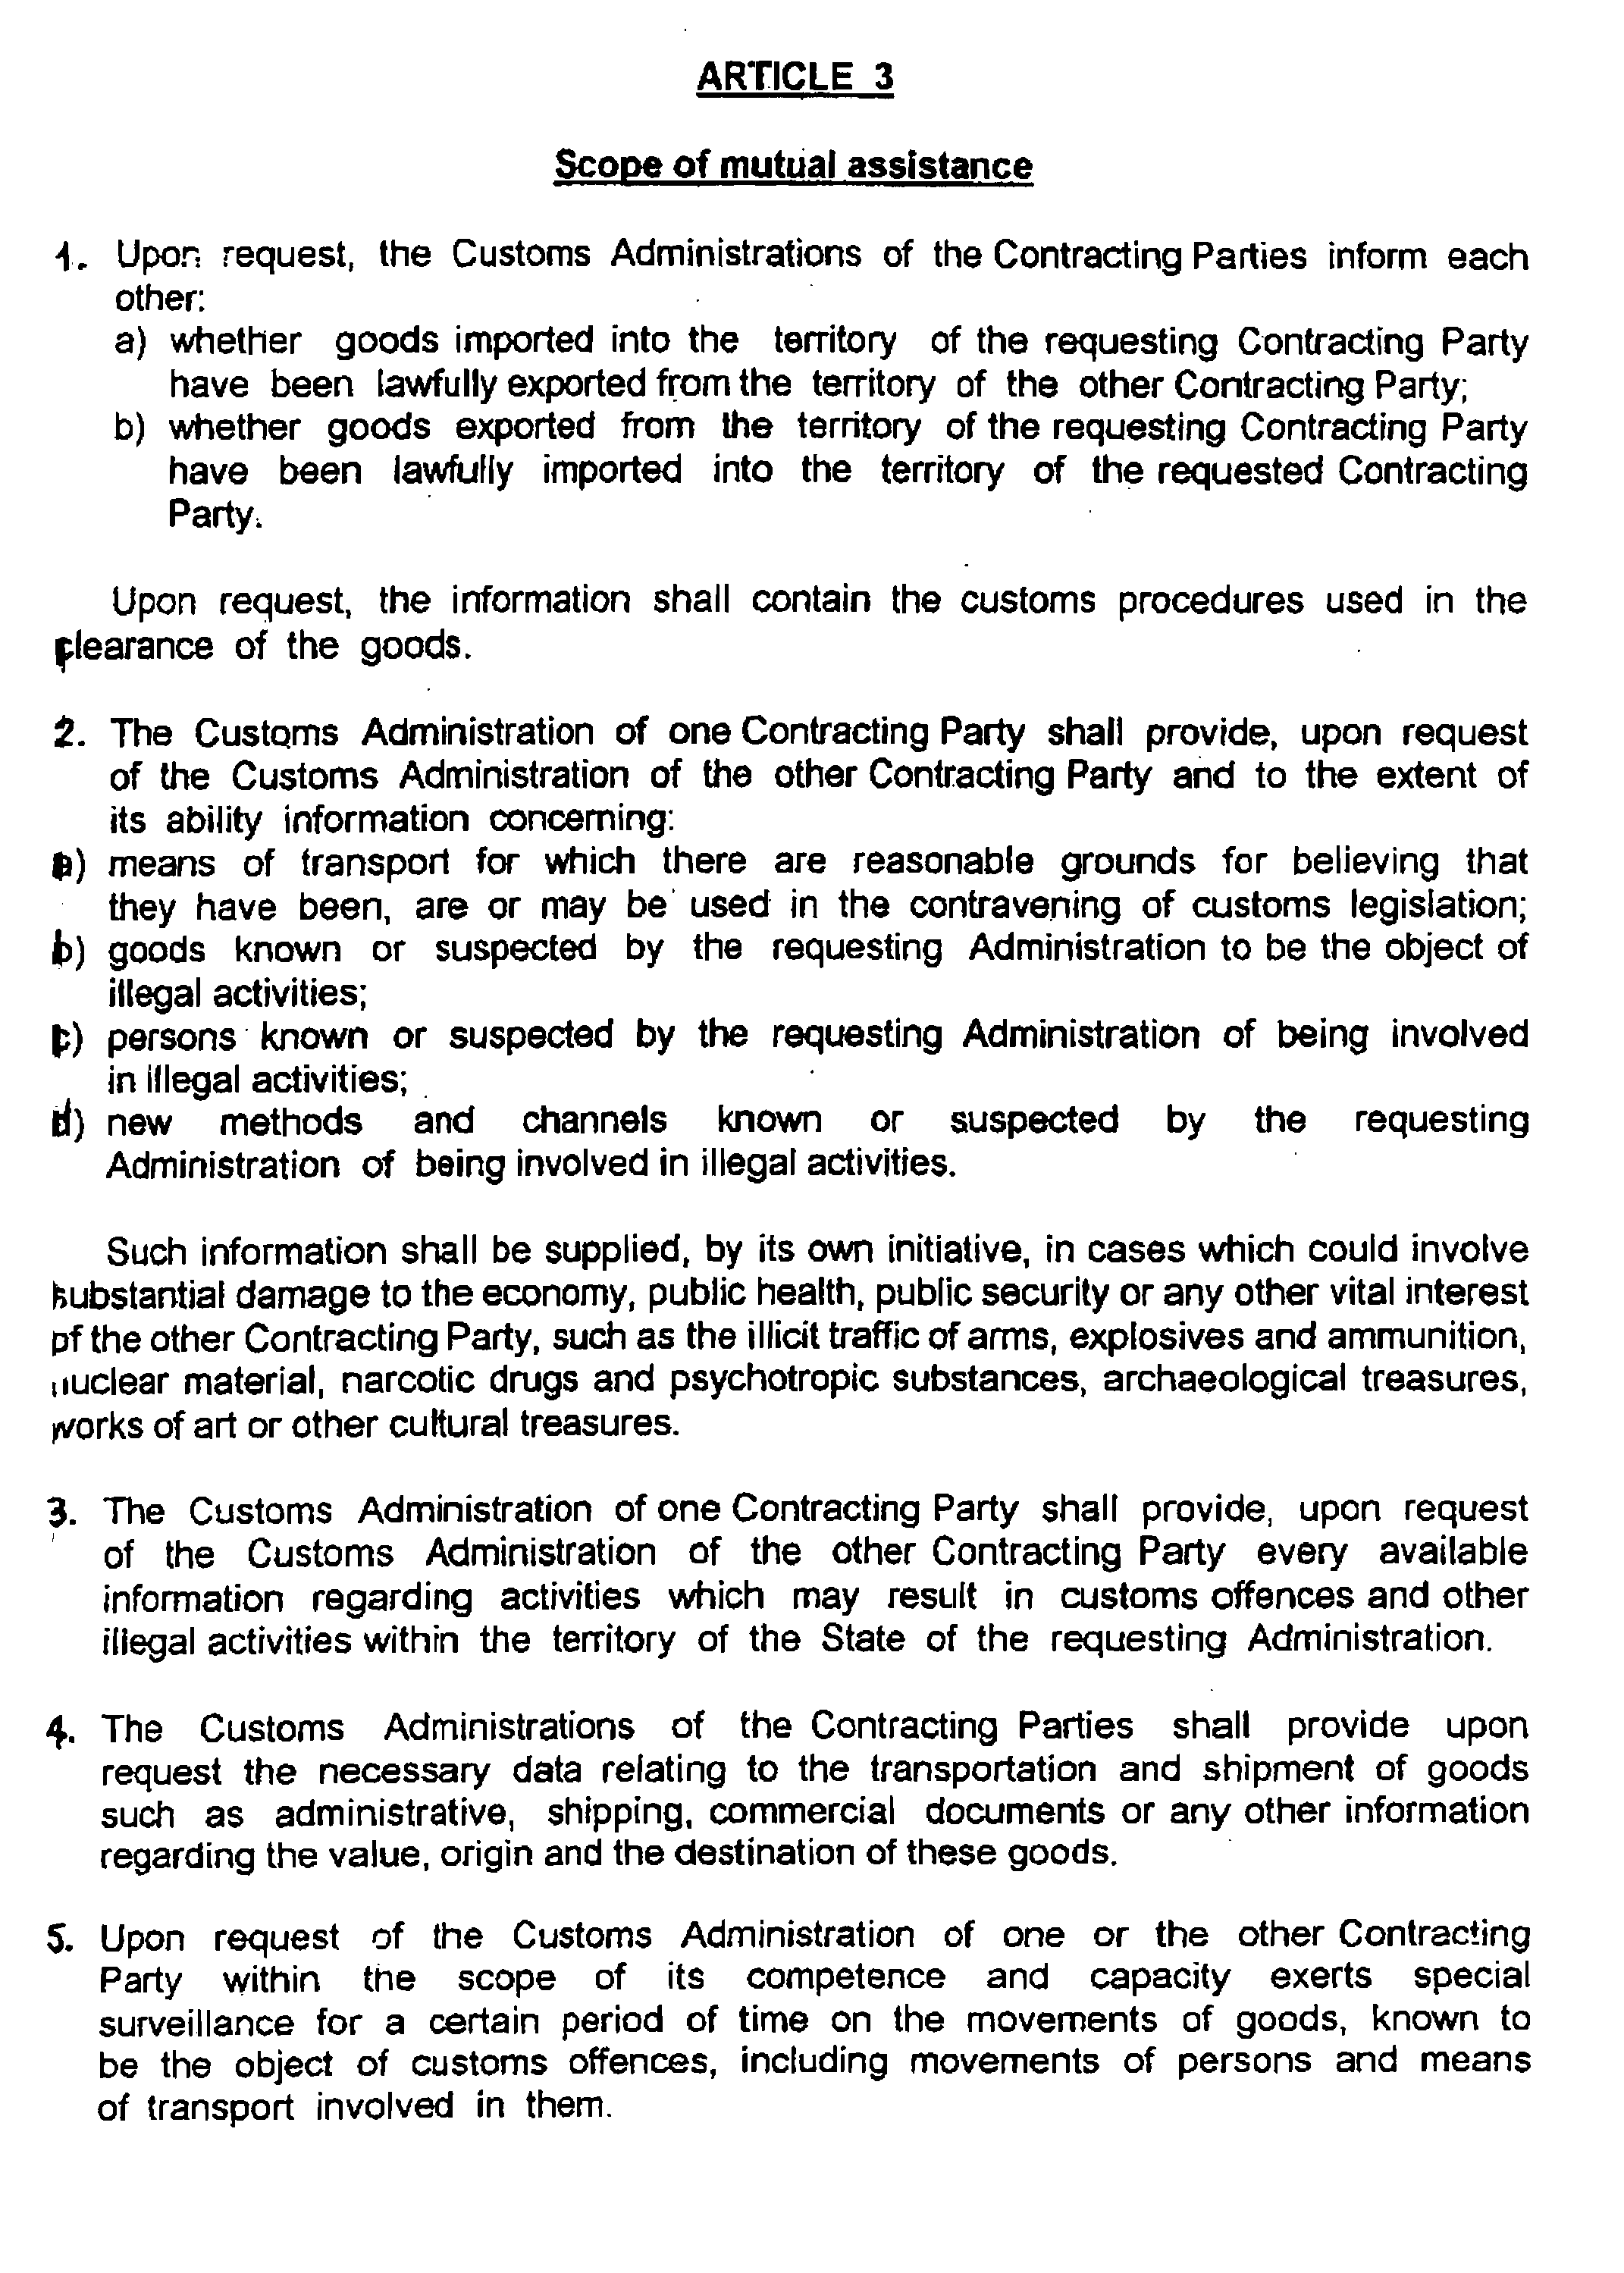 ARTICLE 3
Scope of mutual assistance
1. Upon request, the Customs Administrations of the Contracting Parties inform each
other:
a) whether goods imported into the territory of the requesting Contracting Party
have been lawfully exported from the territory of the other Contracting Party;
b) whether goods exported from the territory of the requesting Contracting Party
have been lawfully imported into the territory of the requested Contracting
Party.
Upon request, the information shall contain the customs procedures used in the
clearance of the goods.
2. The Customs Administration of one Contracting Party shall provide, upon request
of the Customs Administration of the other Contracting Party and to the extent of
its ability information concerning:
a) means of transport for which there are reasonable grounds for believing that
they have been, are or may be used in the contravening of customs legislation;
b) goods known or suspected by the requesting Administration to be the object of
illegal activities;
c) persons known or suspected by the requesting Administration of being involved
in illegal activities;
d) new methods and channels known or suspected by the requesting
Administration of being involved in illegal activities.
Such information shall be supplied, by its own initiative, in cases which could involve
substantial damage to the economy, public health, public security or any other vital interest
of the other Contracting Party, such as the illicit traffic of arms, explosives and ammunition,
nuclear material, narcotic drugs and psychotropic substances, archaeological treasures,
works of art or other cultural treasures.
3. The Customs Administration of one Contracting Party shall provide, upon request
of the Customs Administration of the other Contracting Party every available
information regarding activities which may result in customs offences and other
illegal activities within the territory of the State of the requesting Administration.
4. The Customs Administrations of the Contracting Parties shall provide upon
request the necessary data relating to the transportation and shipment of goods
such as administrative, shipping, commercial documents or any other information
regarding the value, origin and the destination of these goods.
5. Upon request of the Customs Administration of one or the other Contracting
Party within the scope of its competence and capacity exerts special
surveillance for a certain period of time on the movements of goods, known to
be the object of customs offences, including movements of persons and means
of transport involved in them.